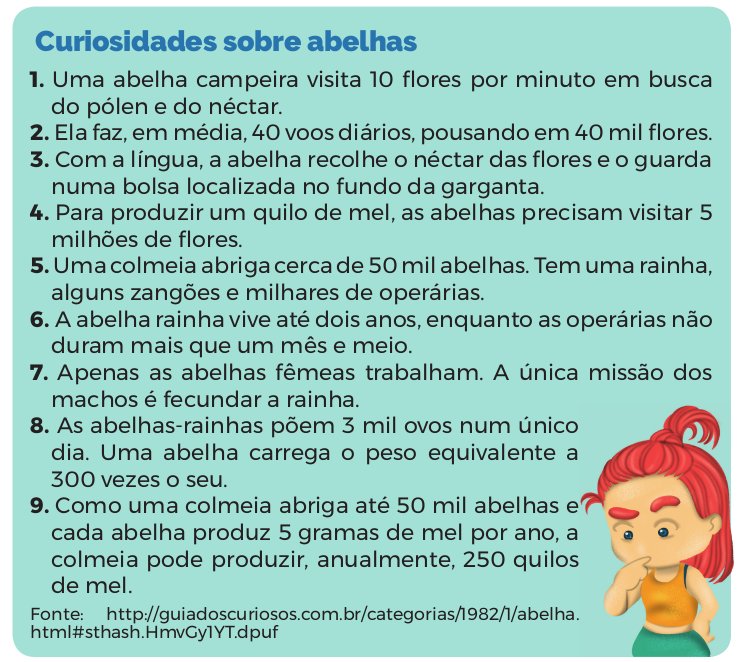 Curiosidades sobre abelhas
1. Uma abelha campeira visita 10 flores por minuto em busca
do pólen e do néctar.
2. Ela faz, em média, 40 voos diários, pousando em 40 mil flores.
3. Com a língua, a abelha recolhe o néctar das flores e o guarda
numa bolsa localizada no fundo da garganta.
4. Para produzir um quilo de mel, as abelhas precisam visitar 5
milhões de flores.
5. Uma colmeia abriga cerca de 50 mil abelhas. Tem uma rainha,
alguns zangões e milhares de operárias.
6. A abelha rainha vive até dois anos, enquanto as operárias não
duram mais que um mês e meio.
7. Apenas as abelhas fêmeas trabalham. A única missão dos
machos é fecundar a rainha.
8. As abelhas-rainhas põem 3 mil ovos num único
dia. Uma abelha carrega o peso equivalente a
300 vezes o seu.
9. Como uma colmeia abriga até 50 mil abelhas e
cada abelha produz 5 gramas de mel por ano, a
colmeia pode produzir, anualmente, 250 quilos
de mel.
Fonte: http://guiadoscuriosos.com.br/categorias/1982/1/abelha.
html#sthash.HmvGy1YT.dpuf